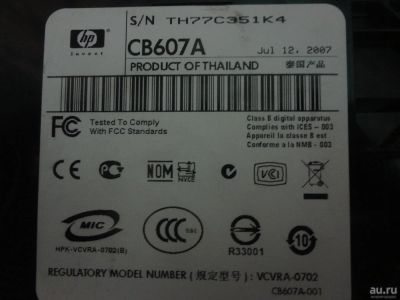 hp
invent
S/N TH77C351K4
CB607A
Jul 12, 2007
PRODUCT OF THAILAND 泰国产品
FC Tested To Comply
With FCC Standards
Class B digital apparatus
Complies with ICES - 003
Appareil la classe B est
Conforme a la NMB - 003
CE
NOM
NYCE
VCI
MIC
HPK-VCVRA-0702(B)
CCC
S&E
R33001
10
REGULATORY MODEL NUMBER (规定型号): VCVRA-0702
CB607A-001
au.ru